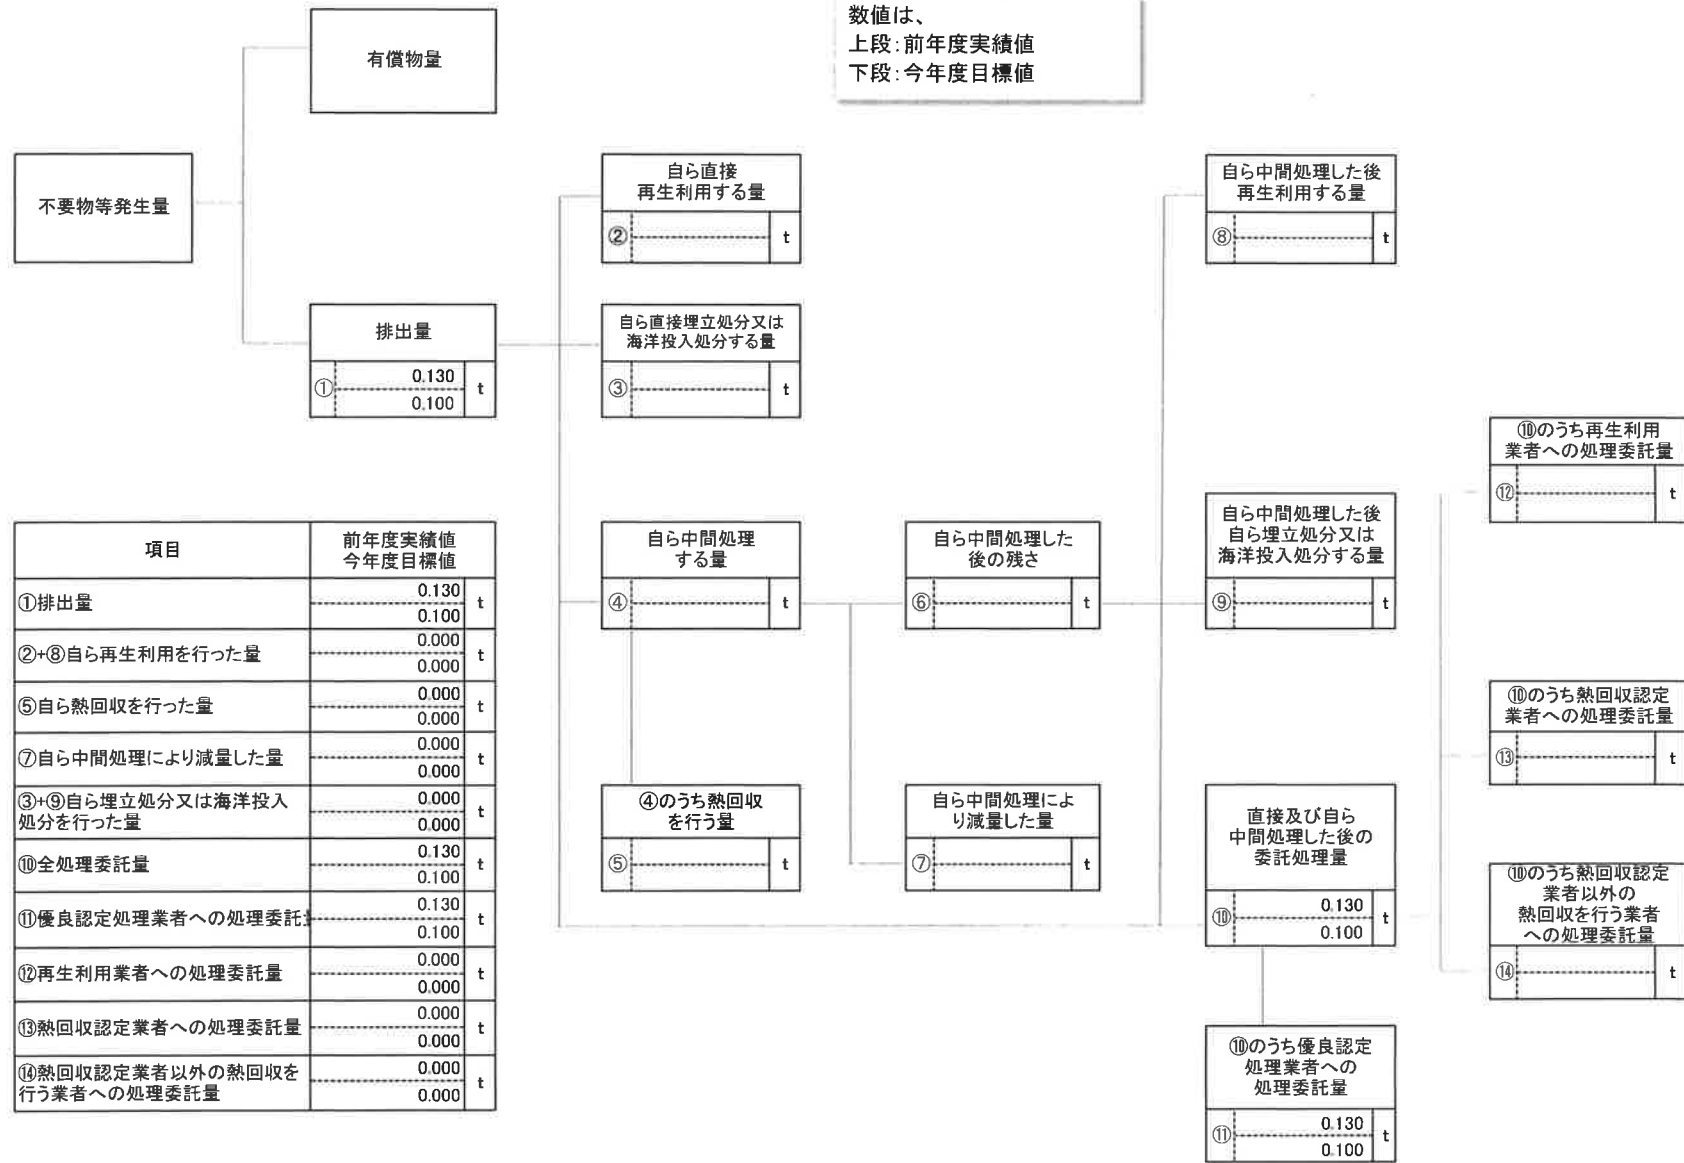 数値は、
上段:前年度実績値
下段:今年度目標値
有償物量
不要物等発生量
排出量
①
0.130
0.100
t
自ら直接
再生利用する量
②
t
自ら直接埋立処分又は
海洋投入処分する量
③
t
自ら中間処理
する量
④
t
④のうち熱回収
を行う量
⑤
t
自ら中間処理した
後の残さ
⑥
t
自ら中間処理によ
り減量した量
⑦
t
自ら中間処理した後
再生利用する量
⑧
t
自ら中間処理した後
自ら埋立処分又は
海洋投入処分する量
⑨
t
直接及び自ら
中間処理した後の
委託処理量
⑩
0.130
0.100
t
⑩のうち優良認定
処理業者への
処理委託量
⑪
0.130
0.100
t
⑩のうち再生利用
業者への処理委託量
⑫
t
⑩のうち熱回収認定
業者への処理委託量
⑬
t
⑩のうち熱回収認定
業者以外の
熱回収を行う業者
への処理委託量
⑭
t
項目
前年度実績値
今年度目標値
①排出量
0.130
0.100
t
②+⑧自ら再生利用を行った量
0.000
0.000
t
⑤自ら熱回収を行った量
0.000
0.000
t
⑦自ら中間処理により減量した量
0.000
0.000
t
③+⑨自ら埋立処分又は海洋投入
処分を行った量
0.000
0.000
t
⑩全処理委託量
0.130
0.100
t
⑪優良認定処理業者への処理委託
0.130
0.100
t
⑫再生利用業者への処理委託量
0.000
0.000
t
⑬熱回収認定業者への処理委託量
0.000
0.000
t
⑭熱回収認定業者以外の熱回収を
行う業者への処理委託量
0.000
0.000
t